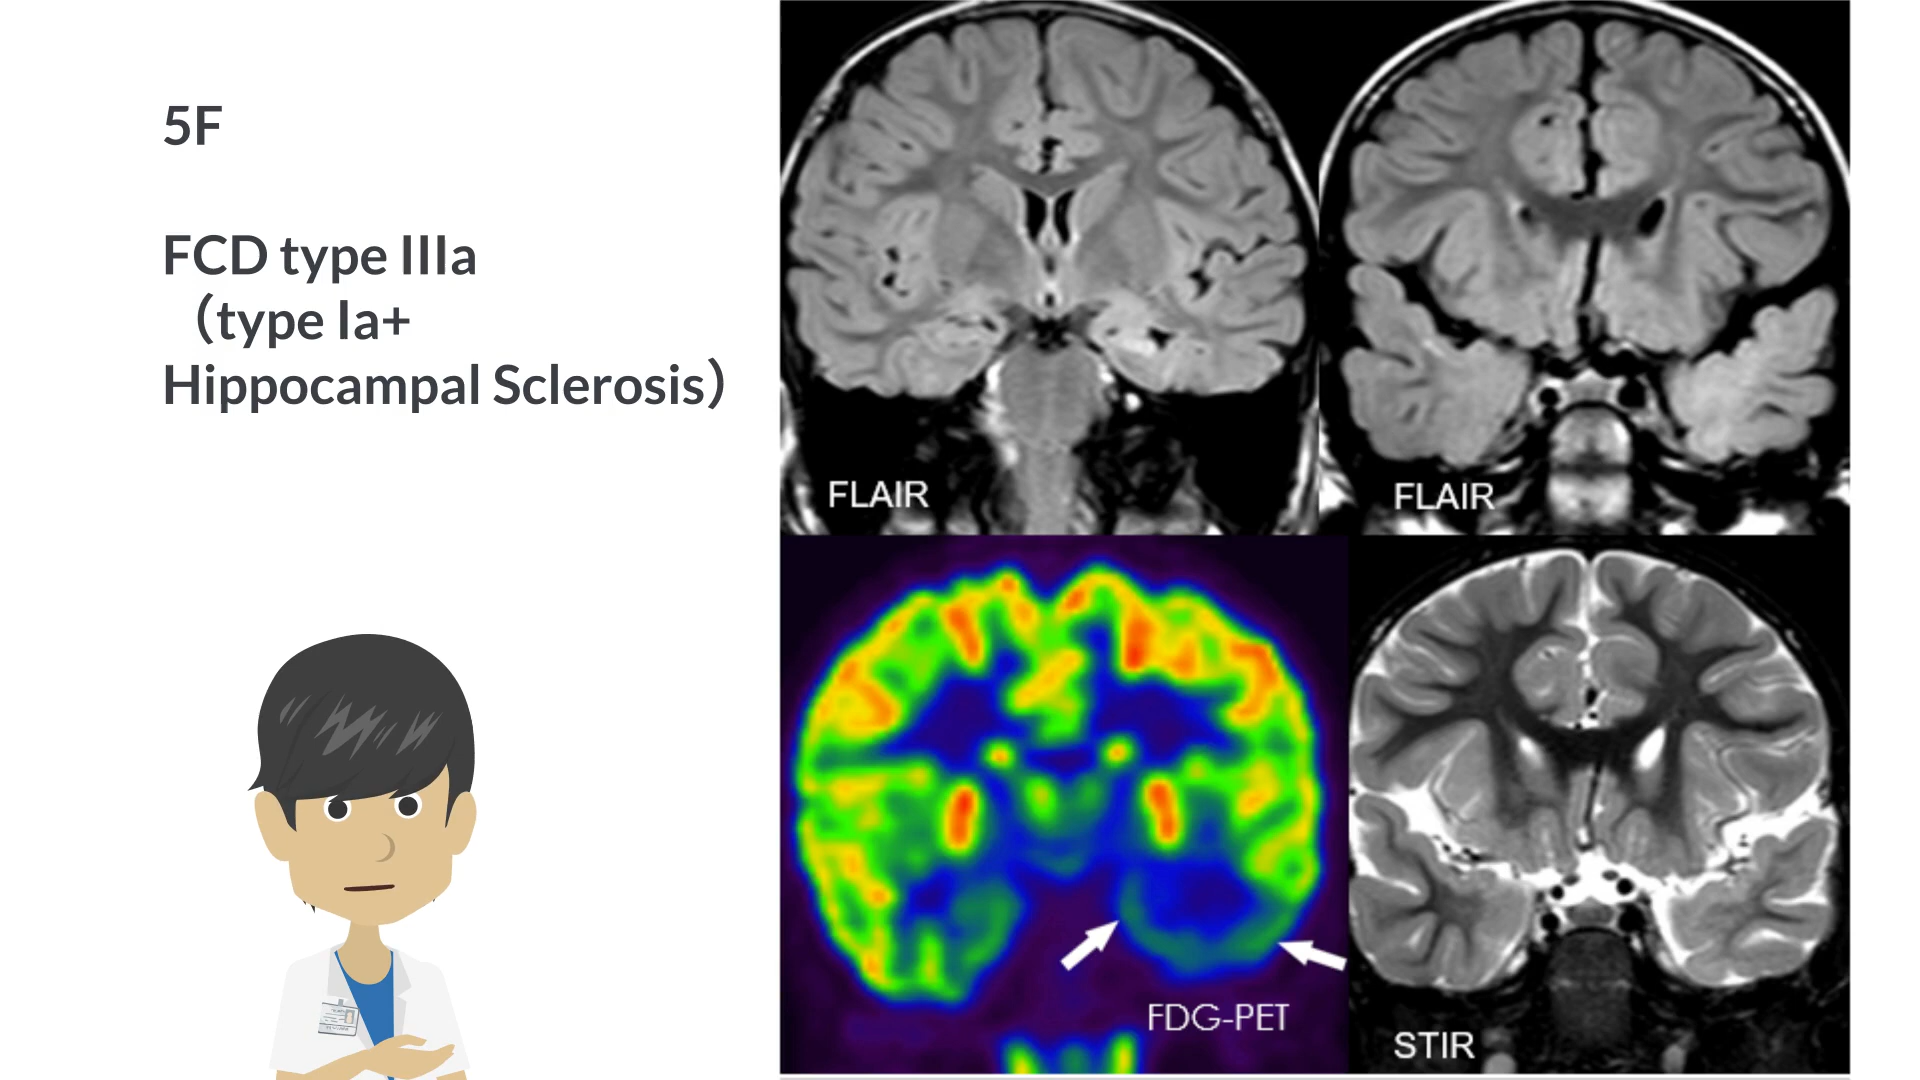 5F
FCD type IIIa
（type Ia+
Hippocampal Sclerosis）
FLAIR
FLAIR
FDG-PET
STIR